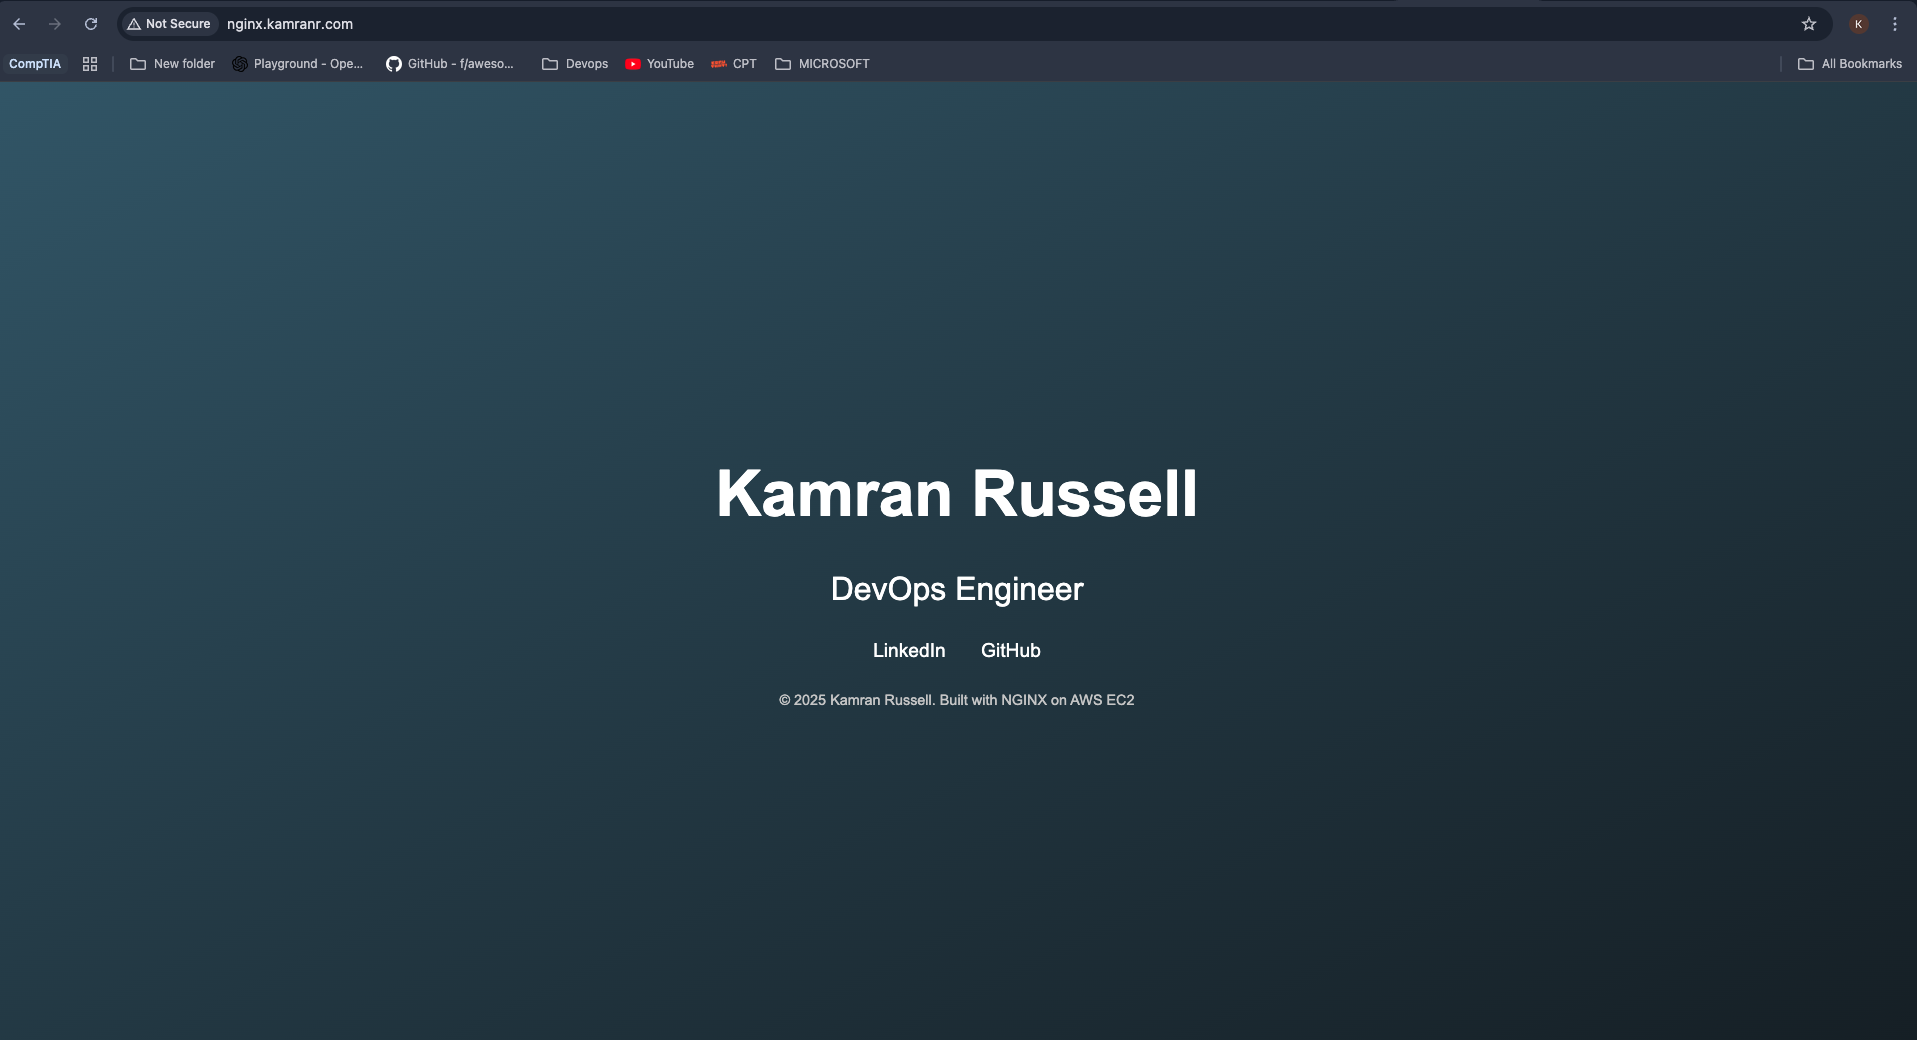 Not Secure nginx.kamranr.com K
CompTIA New folder Playground - Ope... GitHub - f/aweso... Devops YouTube CPT MICROSOFT All Bookmarks
Kamran Russell
DevOps Engineer
LinkedIn GitHub
© 2025 Kamran Russell. Built with NGINX on AWS EC2